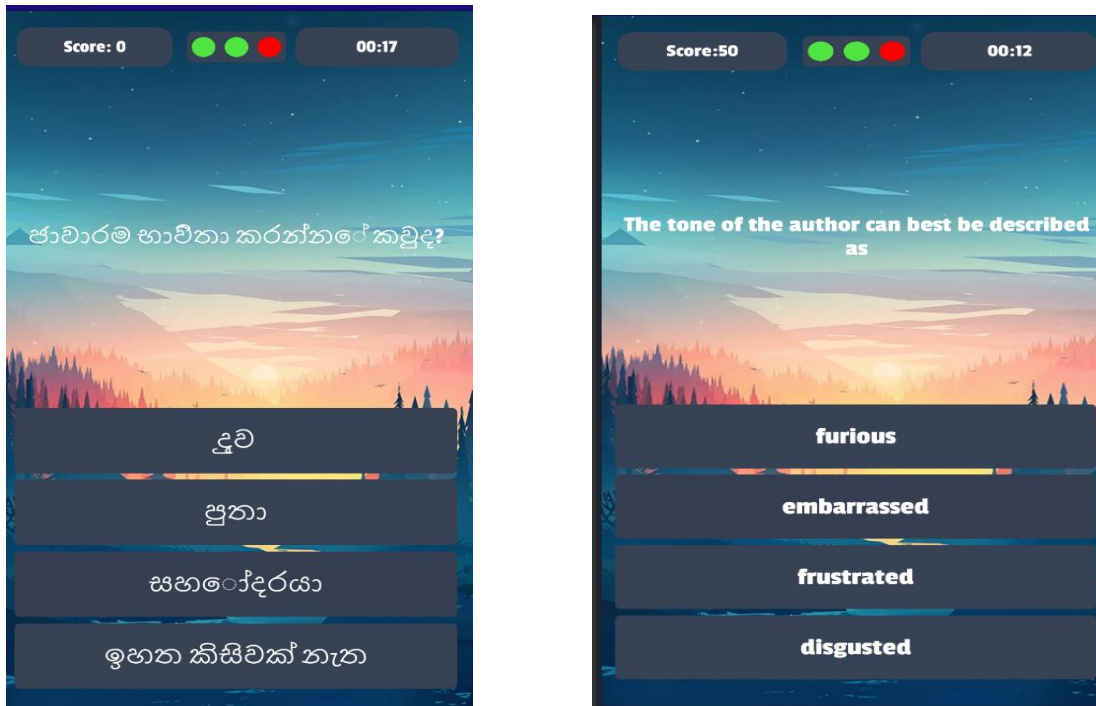 Score: 0
00:17
ජාවාරම භාවිතා කරන්නේ කවුද?
දුව
පුතා
සහෝදරයා
ඉහත කිසිවක් නැත
Score:50
00:12
The tone of the author can best be described
as
furious
embarrassed
frustrated
disgusted